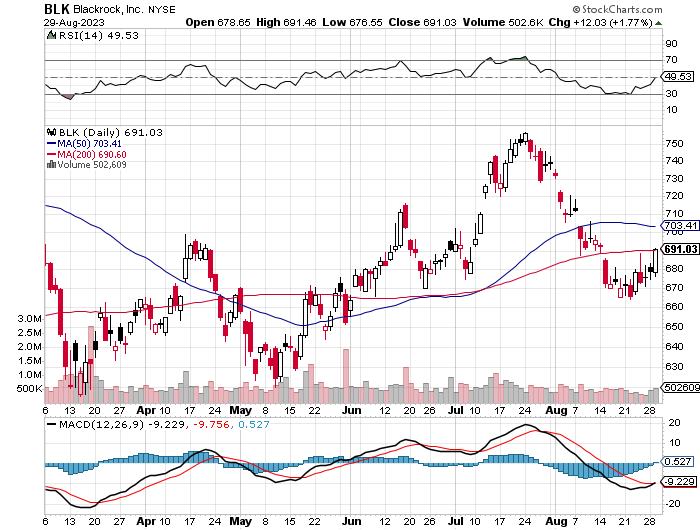 BLK Blackrock, Inc. NYSE © StockCharts.com
29-Aug-2023 Open 678.65 High 691.46 Low 676.55 Close 691.03 Volume 502.6K Chg +12.03 (+1.77%)
RSI(14) 49.53
90
70
49.53
30
10
BLK (Daily) 691.03
MA(50) 703.41
MA(200) 690.60
Volume 502,609
750
740
730
720
710
703.41
700
691.03
680
670
660
650
640
630
3.0M
2.5M
2.0M
1.5M
1.0M
500K
502609
6 13 20 27 Apr 10 17 24 May 8 15 22 Jun 12 20 26 Jul 10 17 24 Aug 7 14 21 28
MACD(12,26,9) -9.229, -9.756, 0.527
20
10
0.527
-9.229
6 13 20 27 Apr 10 17 24 May 8 15 22 Jun 12 20 26 Jul 10 17 24 Aug 7 14 21 28